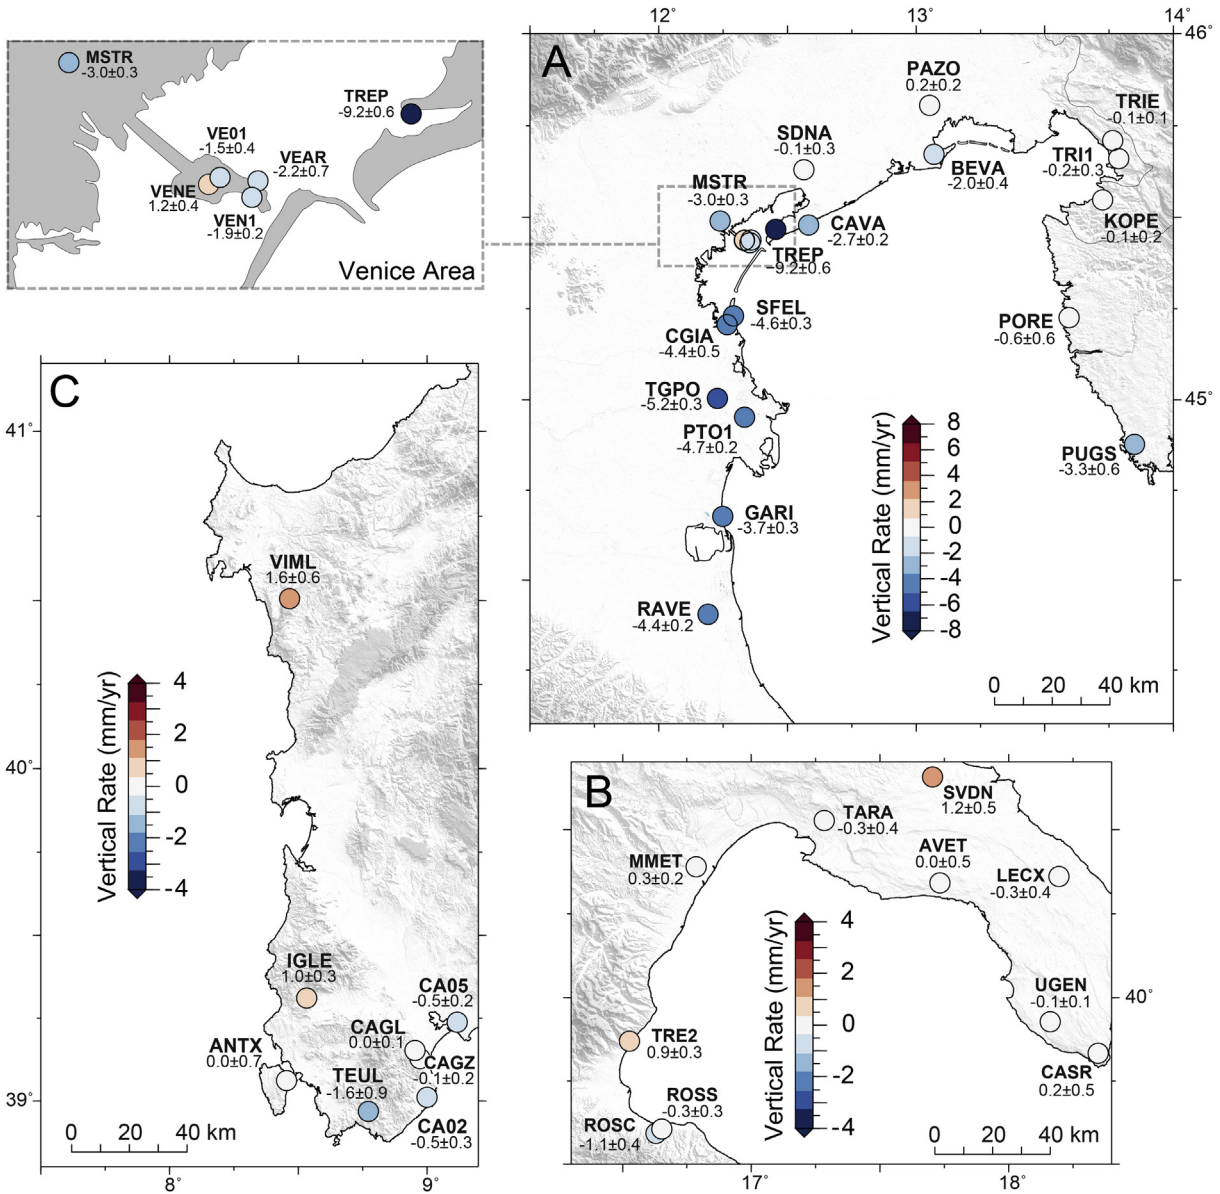 MSTR
-3.0±0.3
TREP
-9.2±0.6
VE01
-1.5±0.4
VEAR
-2.2±0.7
VENE
1.2±0.4
VEN1
-1.9±0.2
Venice Area
12°
13°
14°
46°
45°
A
PAZO
0.2±0.2
TRIE
-0.1±0.1
SDNA
-0.1±0.3
TRI1
-0.2±0.3
BEVA
-2.0±0.4
MSTR
-3.0±0.3
KOPE
-0.1±0.2
CAVA
-2.7±0.2
TREP
-9.2±0.6
SFEL
-4.6±0.3
PORE
-0.6±0.6
CGIA
-4.4±0.5
TGPO
-5.2±0.3
PTO1
-4.7±0.2
PUGS
-3.3±0.6
GARI
-3.7±0.3
RAVE
-4.4±0.2
Vertical Rate (mm/yr)
8
6
4
2
0
-2
-4
-6
-8
0 20 40 km
C
41°
40°
39°
8°
9°
VIML
1.6±0.6
Vertical Rate (mm/yr)
4
2
0
-2
-4
IGLE
1.0±0.3
CA05
-0.5±0.2
CAGL
0.0±0.1
ANTX
0.0±0.7
CAGZ
-0.1±0.2
TEUL
-1.6±0.9
CA02
-0.5±0.3
0 20 40 km
B
SVDN
1.2±0.5
TARA
-0.3±0.4
AVET
0.0±0.5
MMET
0.3±0.2
LECX
-0.3±0.4
UGEN
-0.1±0.1
TRE2
0.9±0.3
CASR
0.2±0.5
ROSS
-0.3±0.3
ROSC
-1.1±0.4
Vertical Rate (mm/yr)
4
2
0
-2
-4
0 20 40 km
40°
17°
18°